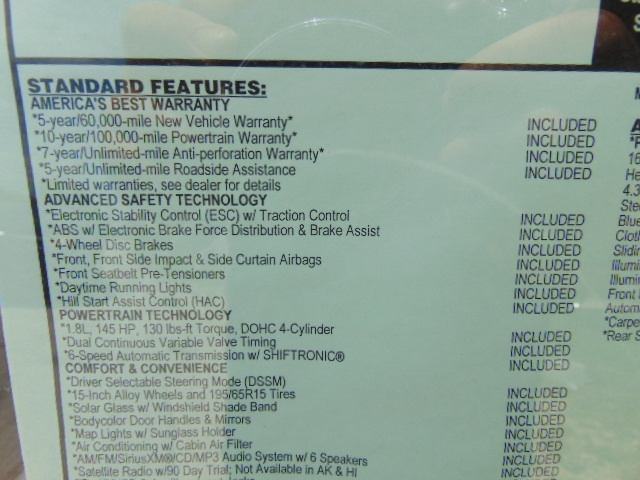 STANDARD FEATURES:
AMERICA'S BEST WARRANTY
*5-year/60,000-mile New Vehicle Warranty* INCLUDED
*10-year/100,000-mile Powertrain Warranty* INCLUDED
*7-year/Unlimited-mile Anti-perforation Warranty* INCLUDED
*5-year/Unlimited-mile Roadside Assistance INCLUDED
*Limited warranties, see dealer for details
ADVANCED SAFETY TECHNOLOGY
*Electronic Stability Control (ESC) w/ Traction Control INCLUDED
*ABS w/ Electronic Brake Force Distribution & Brake Assist INCLUDED
*4-Wheel Disc Brakes INCLUDED
*Front, Front Side Impact & Side Curtain Airbags INCLUDED
*Front Seatbelt Pre-Tensioners INCLUDED
*Daytime Running Lights INCLUDED
*Hill Start Assist Control (HAC) INCLUDED
POWERTRAIN TECHNOLOGY
*1.8L, 145 HP, 130 lbs-ft Torque, DOHC 4-Cylinder INCLUDED
*Dual Continuous Variable Valve Timing INCLUDED
*6-Speed Automatic Transmission w/ SHIFTRONIC® INCLUDED
COMFORT & CONVENIENCE
*Driver Selectable Steering Mode (DSSM) INCLUDED
*15-Inch Alloy Wheels and 195/65R15 Tires INCLUDED
*Solar Glass w/ Windshield Shade Band INCLUDED
*Bodycolor Door Handles & Mirrors INCLUDED
*Map Lights w/ Sunglass Holder INCLUDED
*Air Conditioning w/ Cabin Air Filter INCLUDED
*AM/FM/SiriusXM®/CD/MP3 Audio System w/ 6 Speakers INCLUDED
*Satellite Radio w/90 Day Trial; Not Available in AK & HI
16
4.3
*Rear S